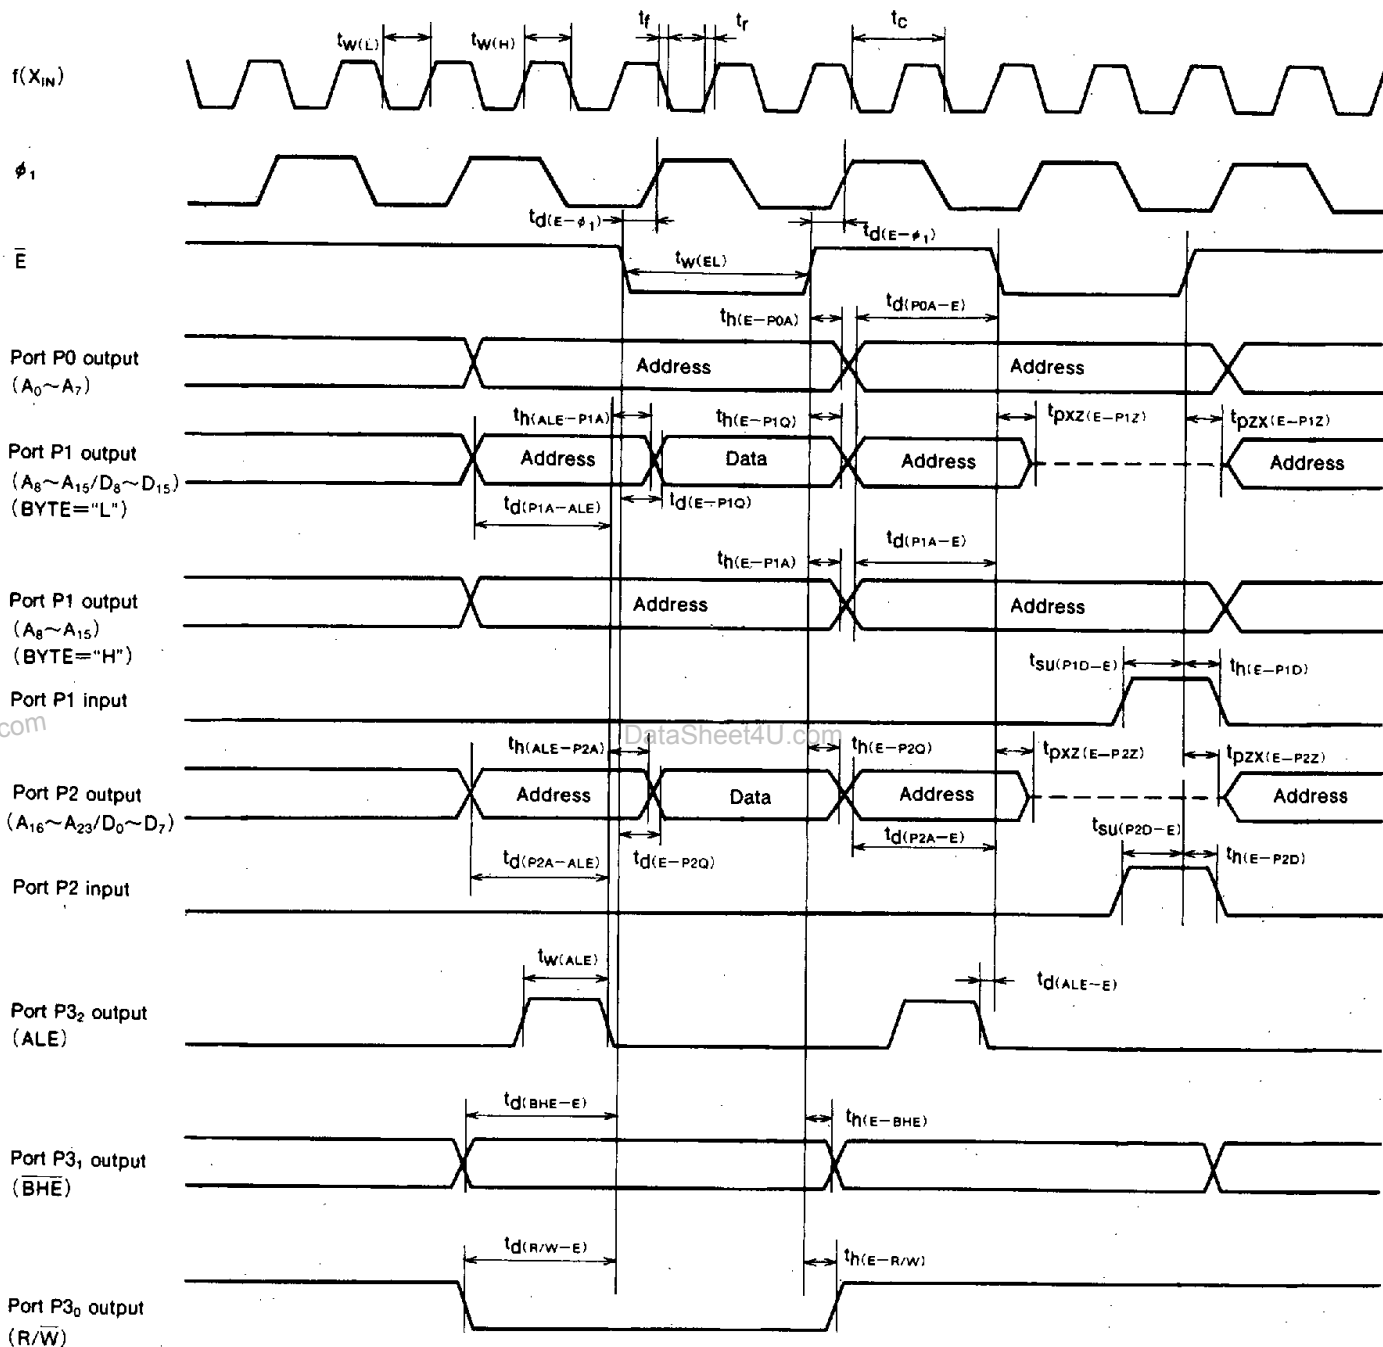 tf tr tc
tW(L) tW(H)
f(XIN)
ϕ1
td(E−ϕ1) td(E−ϕ1)
E̅ tW(EL)
th(E−P0A) td(P0A−E)
Port P0 output Address Address
(A0~A7)
th(ALE−P1A) th(E−P1Q) tpxz(E−P1Z) tpzx(E−P1Z)
Port P1 output Address Data Address Address
(A8~A15/D8~D15)
(BYTE="L") td(P1A−ALE) td(E−P1Q)
th(E−P1A) td(P1A−E)
Port P1 output Address Address
(A8~A15)
(BYTE="H")
tsu(P1D−E) th(E−P1D)
Port P1 input
.com DataSheet4U.com
th(ALE−P2A) th(E−P2Q) tpxz(E−P2Z) tpzx(E−P2Z)
Port P2 output Address Data Address Address
(A16~A23/D0~D7)
td(P2A−ALE) td(E−P2Q) td(P2A−E) tsu(P2D−E) th(E−P2D)
Port P2 input
tW(ALE) td(ALE−E)
Port P32 output
(ALE)
td(BHE−E) th(E−BHE)
Port P31 output
(B̅H̅E̅)
td(R/W−E) th(E−R/W)
Port P30 output
(R/W̅)